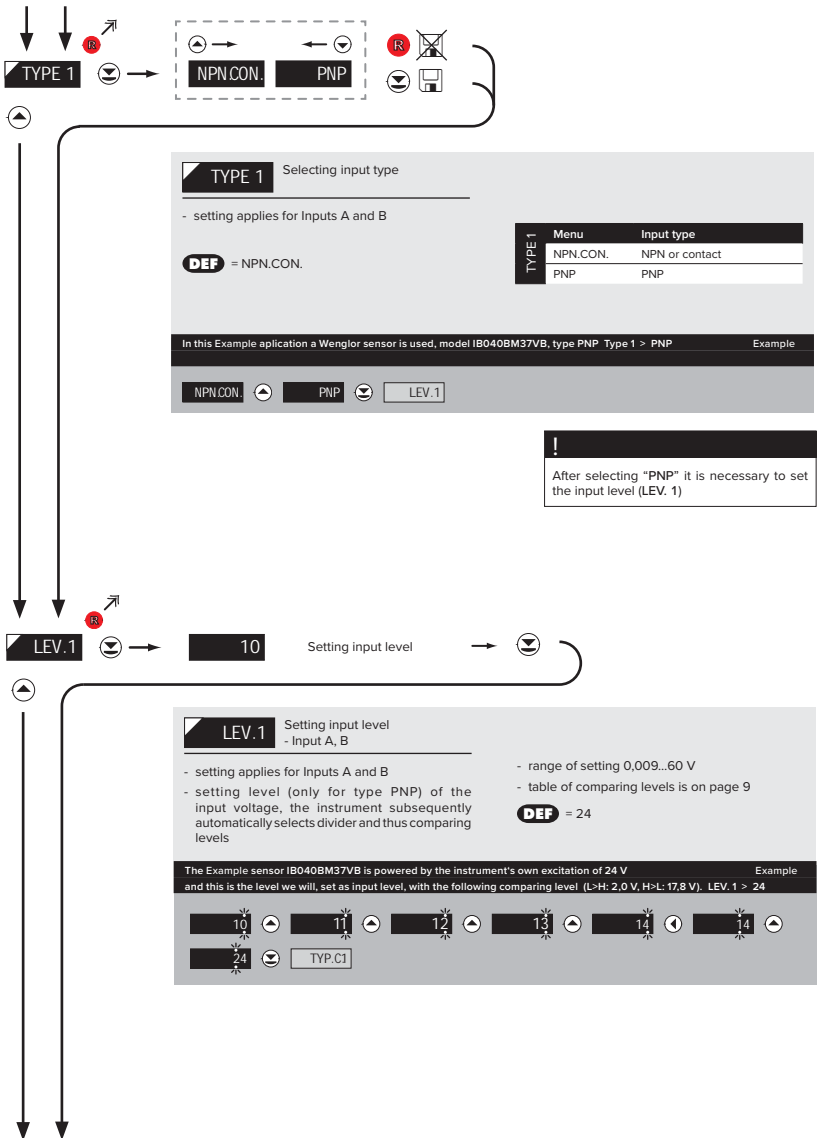 R
TYPE 1
NPN.CON. PNP
R
TYPE 1 Selecting input type
- setting applies for Inputs A and B
DEF = NPN.CON.
TYPE 1
Menu Input type
NPN.CON. NPN or contact
PNP PNP
In this Example aplication a Wenglor sensor is used, model IB040BM37VB, type PNP Type 1 > PNP Example
NPN.CON. PNP LEV.1
!
After selecting “PNP” it is necessary to set
the input level (LEV. 1)
R
LEV.1 10 Setting input level
LEV.1 Setting input level
- Input A, B
- setting applies for Inputs A and B
- setting level (only for type PNP) of the
input voltage, the instrument subsequently
automatically selects divider and thus comparing
levels
- range of setting 0,009...60 V
- table of comparing levels is on page 9
DEF = 24
The Example sensor IB040BM37VB is powered by the instrument's own excitation of 24 V Example
and this is the level we will, set as input level, with the following comparing level (L>H: 2,0 V, H>L: 17,8 V). LEV. 1 > 24
10 11 12 13 14 14
24 TYP.C1